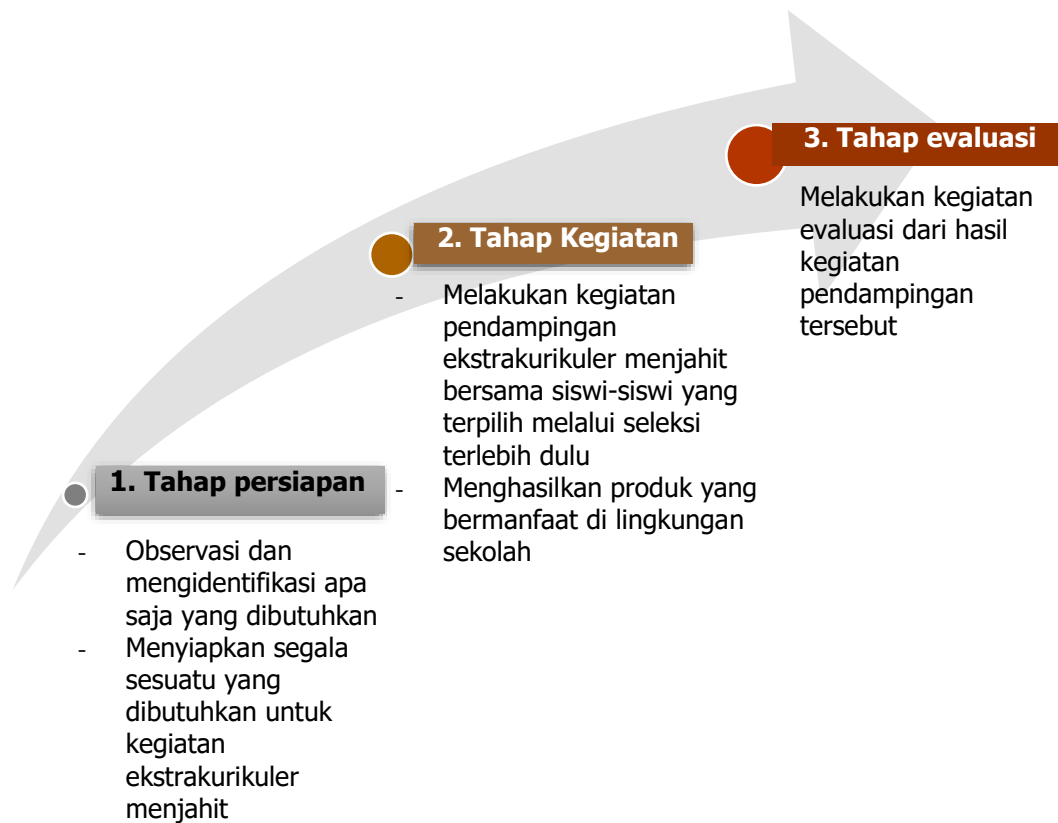 1. Tahap persiapan
- Observasi dan
mengidentifikasi apa
saja yang dibutuhkan
- Menyiapkan segala
sesuatu yang
dibutuhkan untuk
kegiatan
ekstrakurikuler
menjahit
2. Tahap Kegiatan
- Melakukan kegiatan
pendampingan
ekstrakurikuler menjahit
bersama siswi-siswi yang
terpilih melalui seleksi
terlebih dulu
- Menghasilkan produk yang
bermanfaat di lingkungan
sekolah
3. Tahap evaluasi
Melakukan kegiatan
evaluasi dari hasil
kegiatan
pendampingan
tersebut